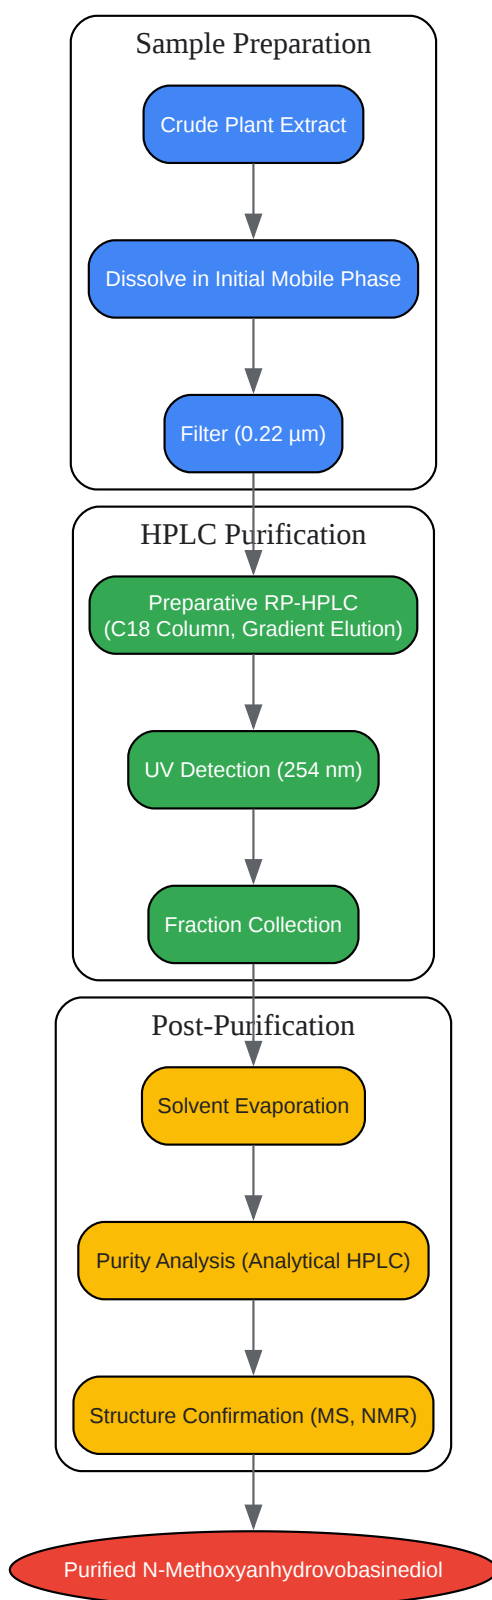 Sample Preparation
Crude Plant Extract
Dissolve in Initial Mobile Phase
Filter (0.22 µm)
HPLC Purification
Preparative RP-HPLC
(C18 Column, Gradient Elution)
UV Detection (254 nm)
Fraction Collection
Post-Purification
Solvent Evaporation
Purity Analysis (Analytical HPLC)
Structure Confirmation (MS, NMR)
Purified N-Methoxyanhydrovobasinediol